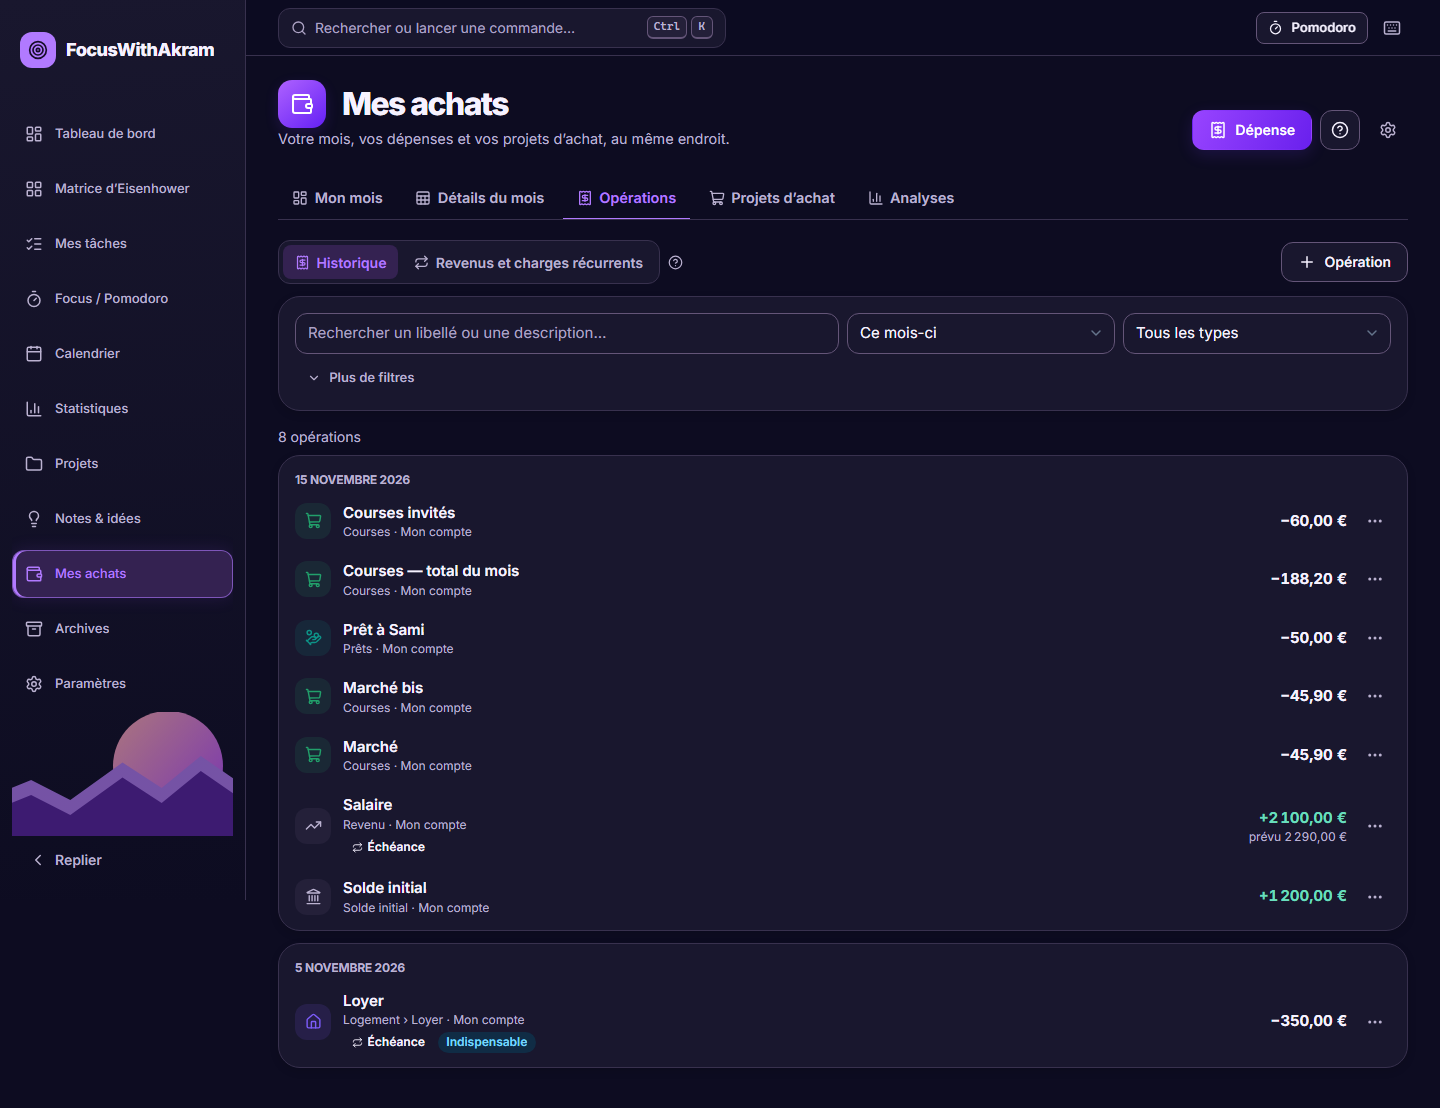 FocusWithAkram
Rechercher ou lancer une commande...
Ctrl K
Pomodoro
Tableau de bord
Matrice d’Eisenhower
Mes tâches
Focus / Pomodoro
Calendrier
Statistiques
Projets
Notes & idées
Mes achats
Archives
Paramètres
Replier
Mes achats
Votre mois, vos dépenses et vos projets d’achat, au même endroit.
Dépense
Mon mois
Détails du mois
Opérations
Projets d’achat
Analyses
Historique
Revenus et charges récurrents
Opération
Rechercher un libellé ou une description...
Ce mois-ci
Tous les types
Plus de filtres
8 opérations
15 NOVEMBRE 2026
Courses invités
Courses · Mon compte
−60,00 €
Courses — total du mois
Courses · Mon compte
−188,20 €
Prêt à Sami
Prêts · Mon compte
−50,00 €
Marché bis
Courses · Mon compte
−45,90 €
Marché
Courses · Mon compte
−45,90 €
Salaire
Revenu · Mon compte
Échéance
+2 100,00 €
prévu 2 290,00 €
Solde initial
Solde initial · Mon compte
+1 200,00 €
5 NOVEMBRE 2026
Loyer
Logement › Loyer · Mon compte
Échéance
Indispensable
−350,00 €